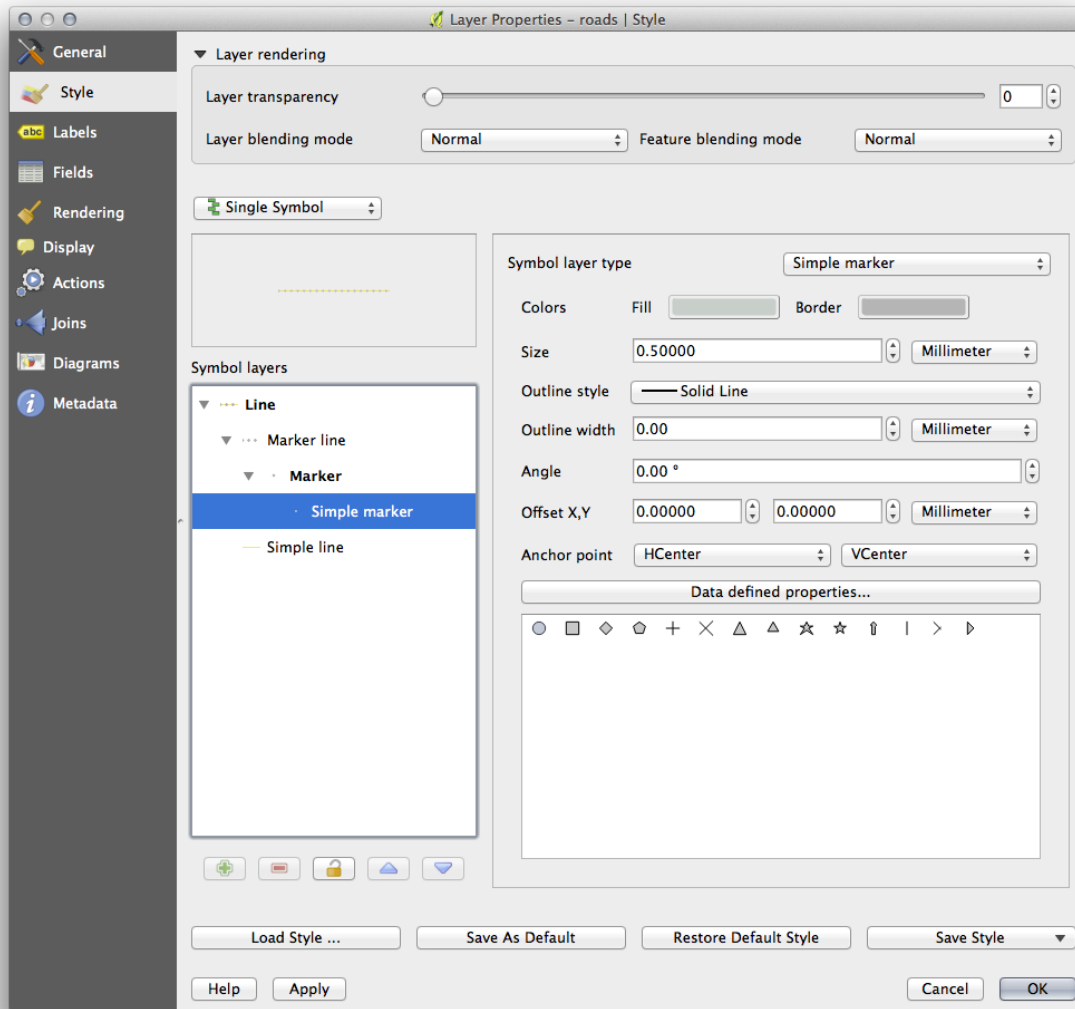 Layer Properties – roads | Style
General
Style
abc Labels
Fields
Rendering
Display
Actions
Joins
Diagrams
Metadata
Layer rendering
Layer transparency 0
Layer blending mode Normal Feature blending mode Normal
Single Symbol
Symbol layers
Line
Marker line
Marker
Simple marker
Simple line
Symbol layer type Simple marker
Colors Fill Border
Size 0.50000 Millimeter
Outline style Solid Line
Outline width 0.00 Millimeter
Angle 0.00 °
Offset X,Y 0.00000 0.00000 Millimeter
Anchor point HCenter VCenter
Data defined properties...
Load Style ... Save As Default Restore Default Style Save Style
Help Apply Cancel OK